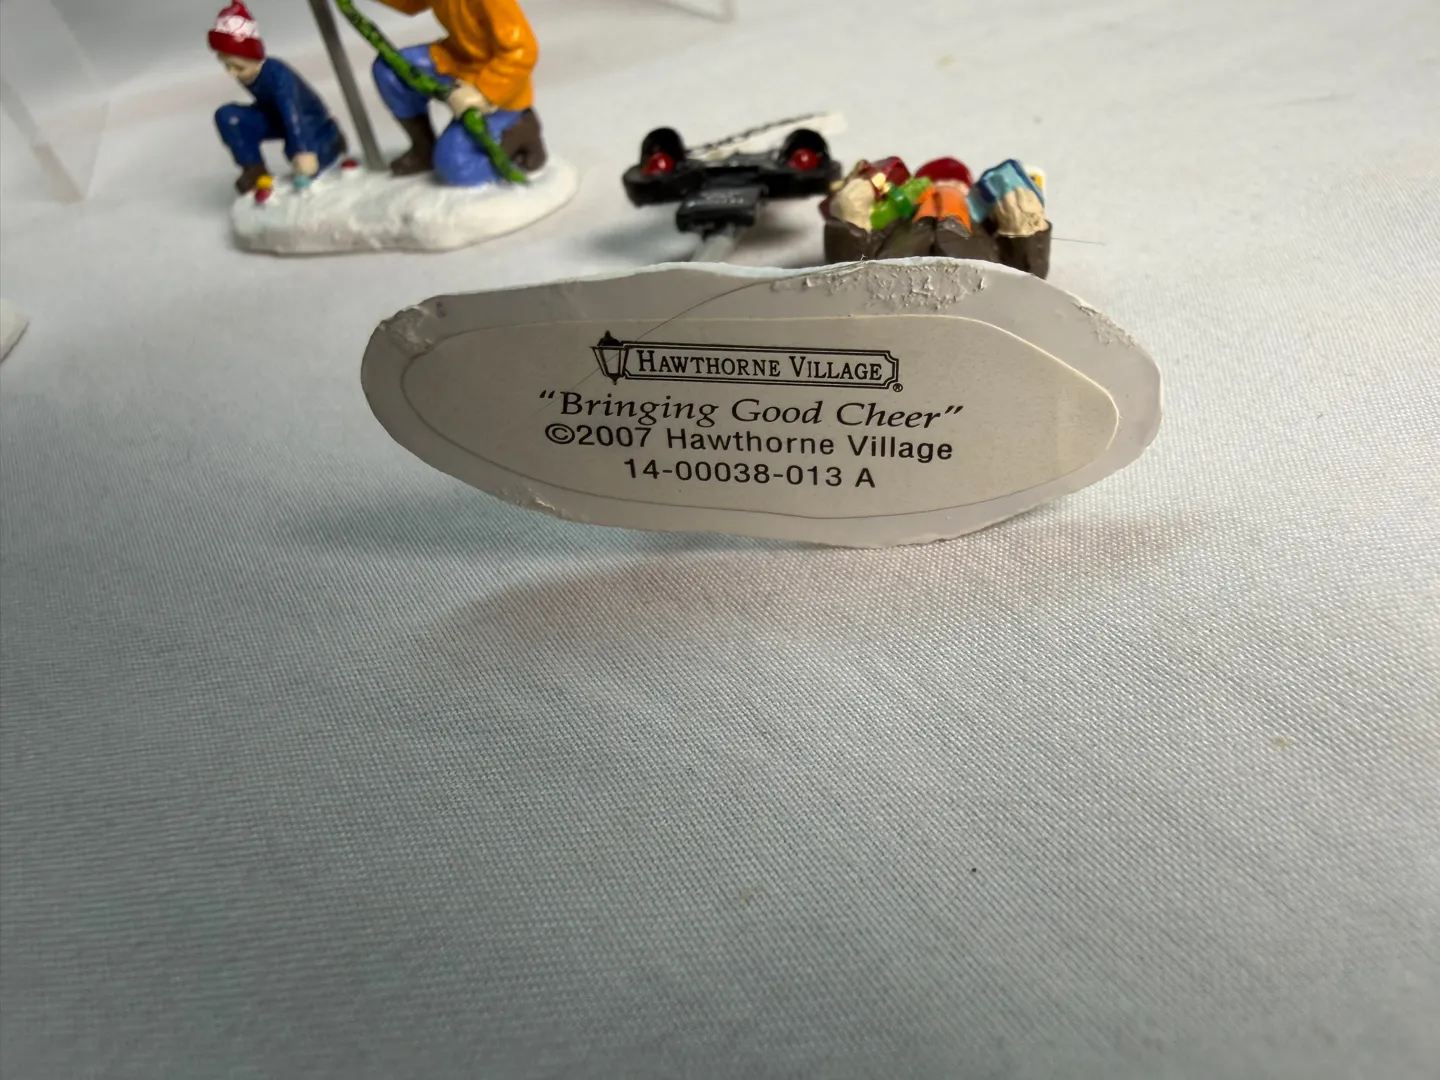 HAWTHORNE VILLAGE®
“Bringing Good Cheer”
©2007 Hawthorne Village
14-00038-013 A